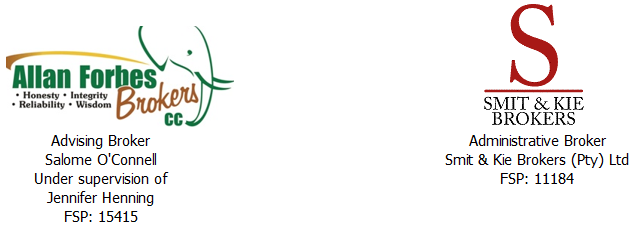 Allan Forbes
• Honesty • Integrity
• Reliability • Wisdom
Brokers
CC
Advising Broker
Salome O'Connell
Under supervision of
Jennifer Henning
FSP: 15415
S
SMIT & KIE
BROKERS
Administrative Broker
Smit & Kie Brokers (Pty) Ltd
FSP: 11184